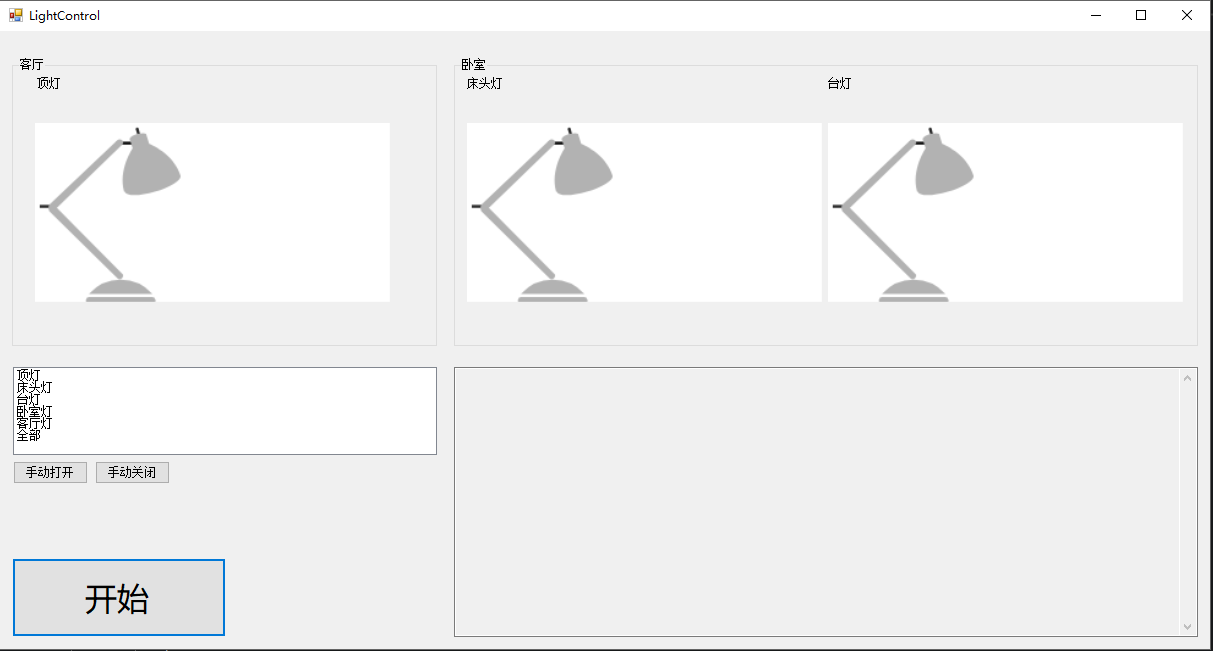 LightControl
客厅
顶灯
卧室
床头灯
台灯
顶灯
床头灯
台灯
卧室灯
客厅灯
全部
手动打开
手动关闭
开始